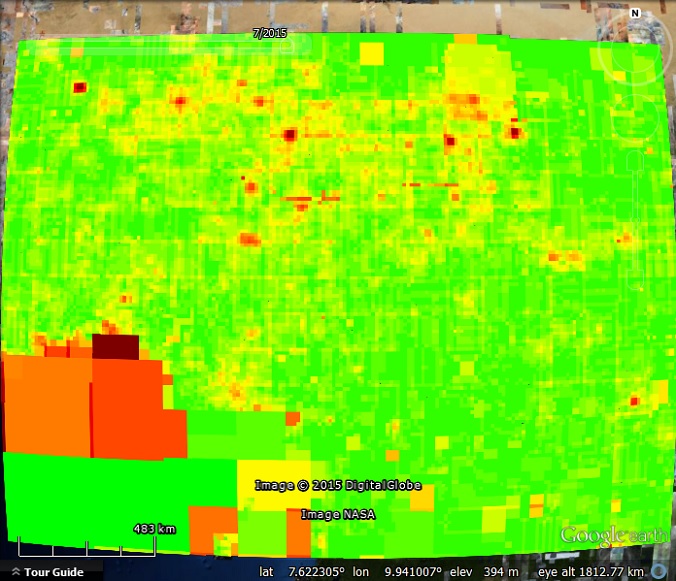 7/2015
N
Image © 2015 DigitalGlobe
Image NASA
483 km
Google earth
Tour Guide
lat 7.622305° lon 9.941007° elev 394 m eye alt 1812.77 km